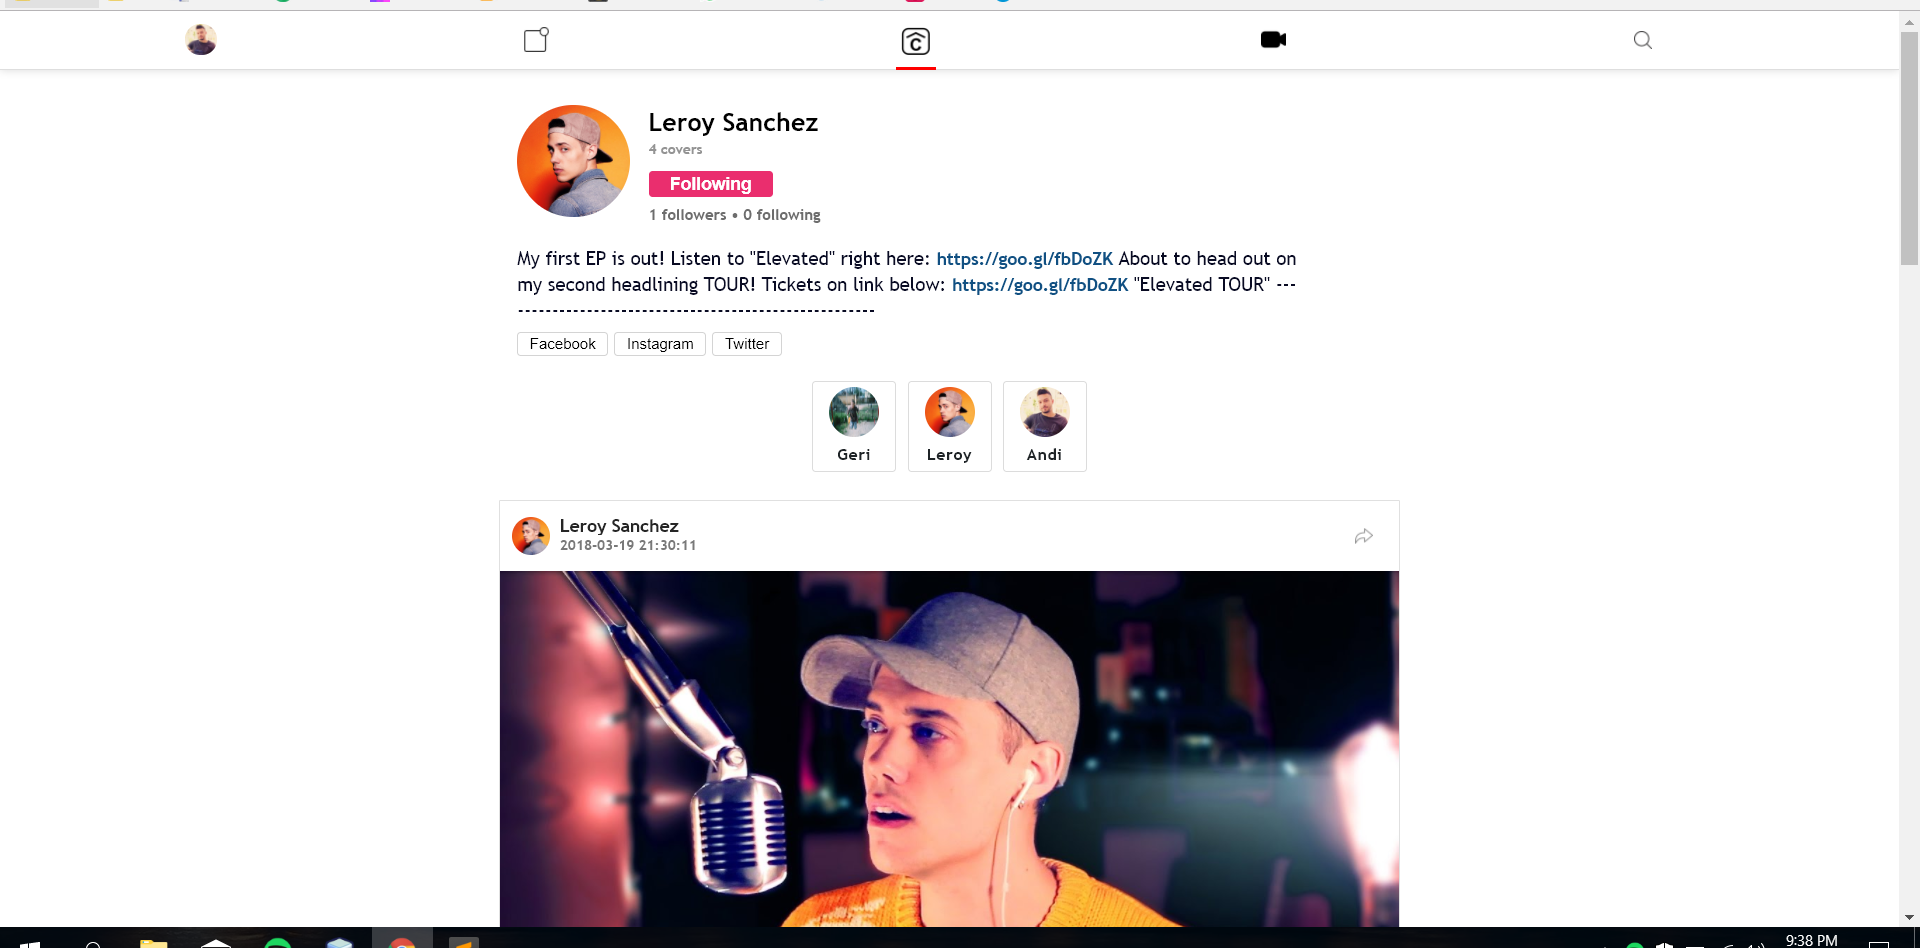 Leroy Sanchez
4 covers
Following
1 followers • 0 following
My first EP is out! Listen to "Elevated" right here: https://goo.gl/fbDoZK About to head out on
my second headlining TOUR! Tickets on link below: https://goo.gl/fbDoZK "Elevated TOUR" ---
----------------------------------------------------
Facebook Instagram Twitter
Geri Leroy Andi
Leroy Sanchez
2018-03-19 21:30:11
9:38 PM